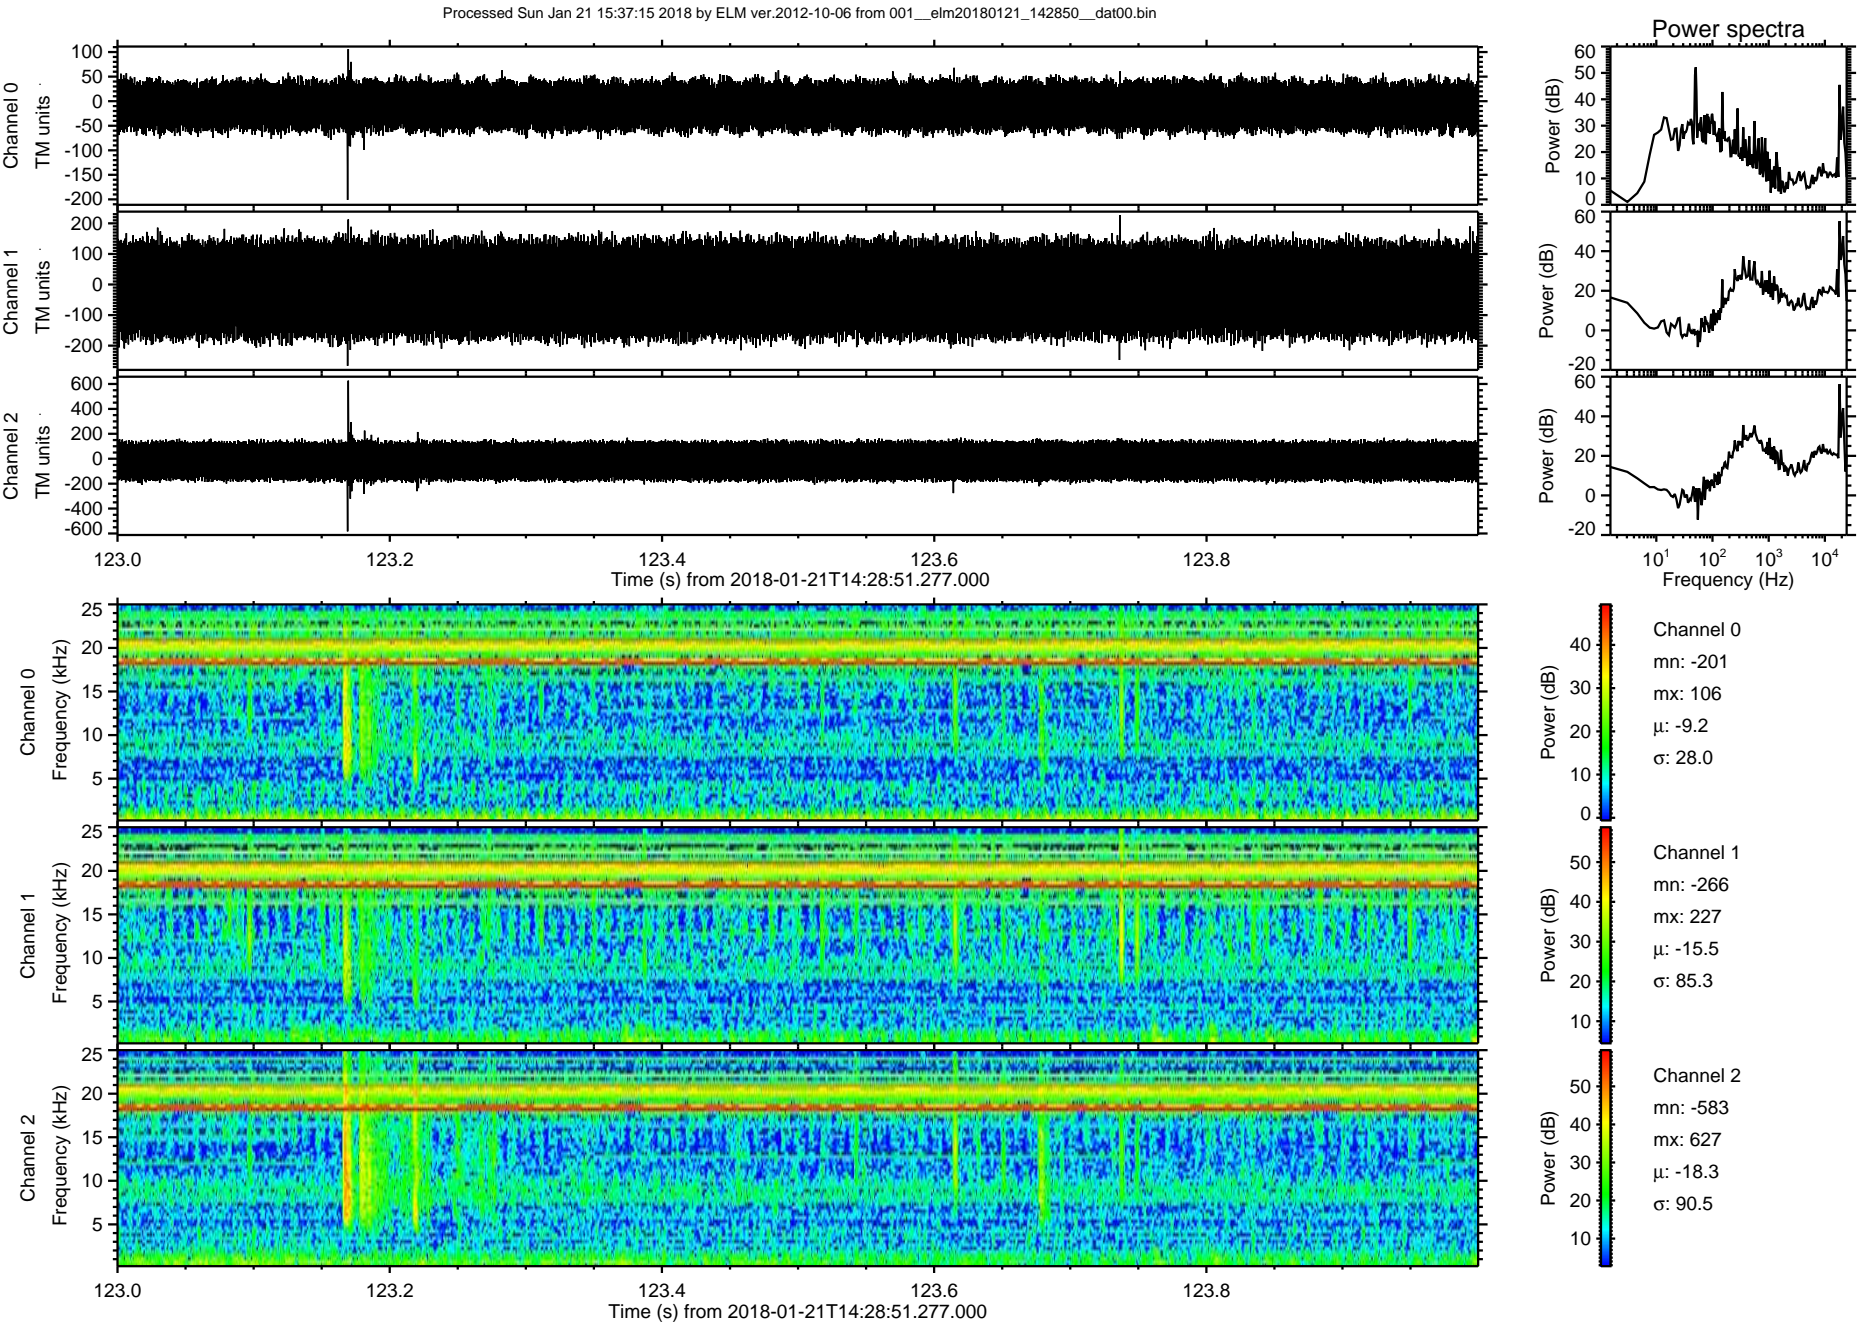 Processed Sun Jan 21 15:37:15 2018 by ELM ver.2012-10-06 from 001__elm20180121_142850__dat00.bin
Power spectra
Channel 0
TM units
100
50
0
-50
-100
-150
-200
Power (dB)
60
50
40
30
20
10
0
Channel 1
TM units
200
100
0
-100
-200
Power (dB)
60
40
20
0
-20
Channel 2
TM units
600
400
200
0
-200
-400
-600
Power (dB)
60
40
20
0
-20
123.0 123.2 123.4 123.6 123.8
Time (s) from 2018-01-21T14:28:51.277.000
10^1 10^2 10^3 10^4
Frequency (Hz)
Channel 0
Frequency (kHz)
25
20
15
10
5
Power (dB)
40
30
20
10
0
Channel 0
mn: -201
mx: 106
μ: -9.2
σ: 28.0
Channel 1
Frequency (kHz)
25
20
15
10
5
Power (dB)
50
40
30
20
10
Channel 1
mn: -266
mx: 227
μ: -15.5
σ: 85.3
Channel 2
Frequency (kHz)
25
20
15
10
5
Power (dB)
50
40
30
20
10
Channel 2
mn: -583
mx: 627
μ: -18.3
σ: 90.5
123.0 123.2 123.4 123.6 123.8
Time (s) from 2018-01-21T14:28:51.277.000